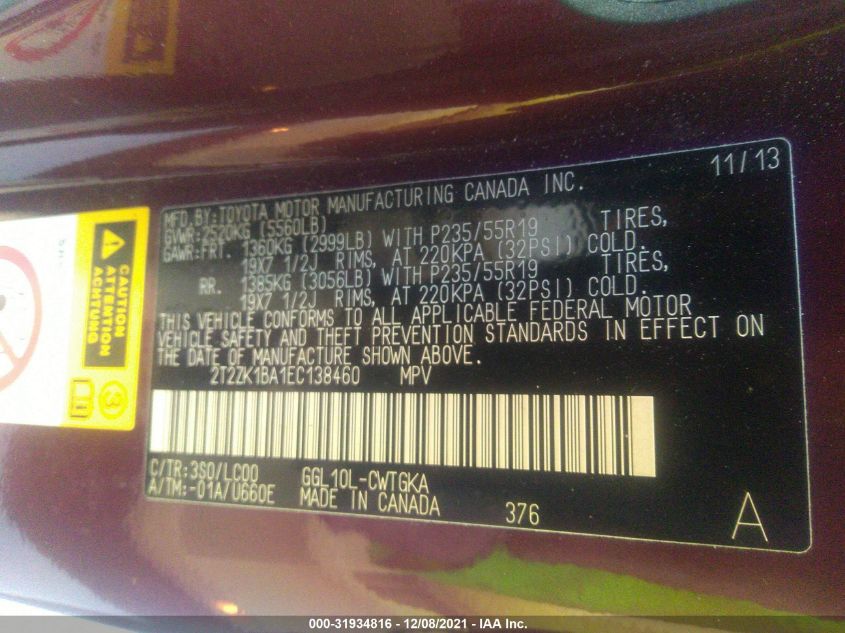 11/13
MFD.BY:TOYOTA MOTOR MANUFACTURING CANADA INC.
GVWR:2520KG (5560LB)
GAWR:FRT. 1360KG (2999LB) WITH P235/55R19 TIRES,
19X7 1/2J RIMS, AT 220KPA (32PSI) COLD.
RR. 1385KG (3056LB) WITH P235/55R19 TIRES,
19X7 1/2J RIMS, AT 220KPA (32PSI) COLD.
THIS VEHICLE CONFORMS TO ALL APPLICABLE FEDERAL MOTOR
VEHICLE SAFETY AND THEFT PREVENTION STANDARDS IN EFFECT ON
THE DATE OF MANUFACTURE SHOWN ABOVE.
2T2ZK1BA1EC138460 MPV
C/TR:3S0/LC00 GGL10L-CWTGKA
A/TM:-01A/U660E MADE IN CANADA
376
A
CAUTION
ATTENTION
ACHTUNG
000-31934816 - 12/08/2021 - IAA Inc.